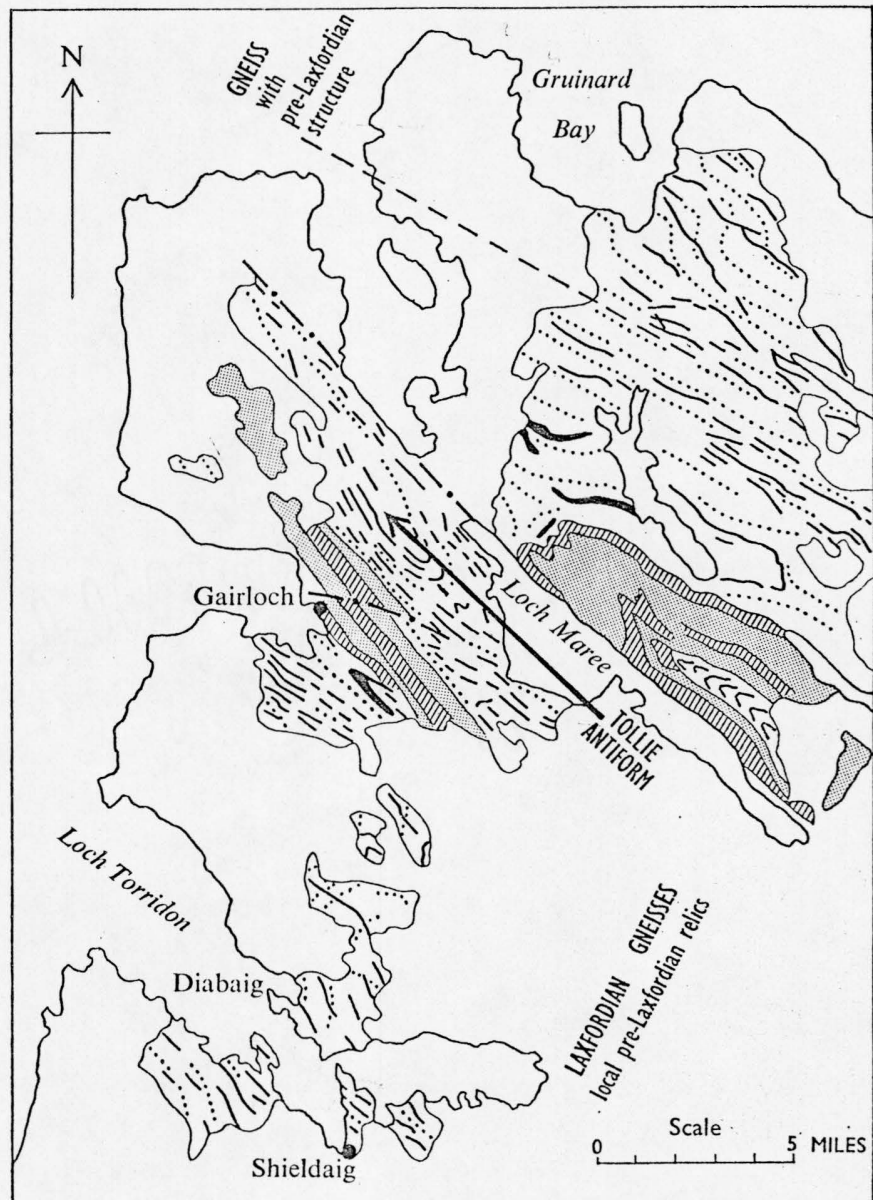 N
GNEISS
with
pre-Laxfordian
structure
Gruinard
Bay
Gairloch
Loch Maree
TOLLIE
ANTIFORM
Loch Torridon
Diabaig
LAXFORDIAN GNEISSES
local pre-Laxfordian relics
Shieldaig
Scale
0 5 MILES